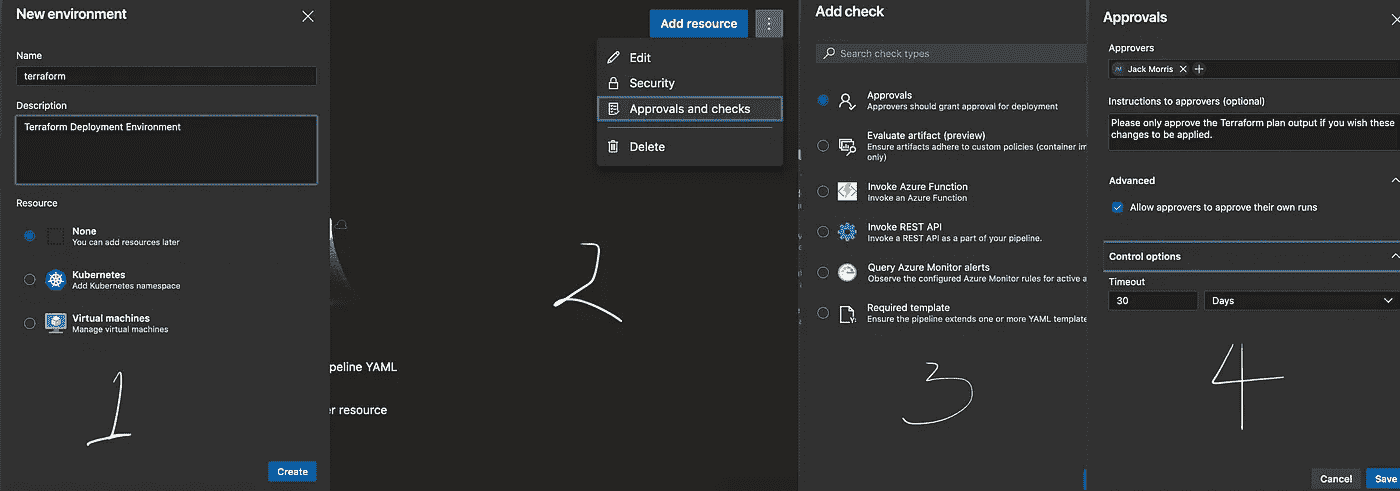 New environment
Name
terraform
Description
Terraform Deployment Environment
Resource
None
You can add resources later
Kubernetes
Add Kubernetes namespace
Virtual machines
Manage virtual machines
1
Create
Add resource
Edit
Security
Approvals and checks
Delete
2
peline YAML
er resource
Add check
Search check types
Approvals
Approvers should grant approval for deployment
Evaluate artifact (preview)
Ensure artifacts adhere to custom policies (container im
only)
Invoke Azure Function
Invoke an Azure Function
Invoke REST API
Invoke a REST API as a part of your pipeline.
Query Azure Monitor alerts
Observe the configured Azure Monitor rules for active a
Required template
Ensure the pipeline extends one or more YAML template
3
Approvals
Approvers
Jack Morris
Instructions to approvers (optional)
Please only approve the Terraform plan output if you wish these
changes to be applied.
Advanced
Allow approvers to approve their own runs
Control options
Timeout
30 Days
4
Cancel Save